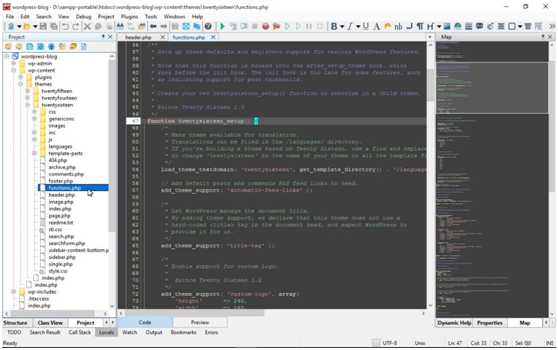 wordpress-blog - D:\xampp-portable\htdocs\wordpress-blog\wp-content\themes\twentysixteen\functions.php
File Edit Search View Debug Project Plugins Tools Windows Help
Project
wordpress-blog
wp-admin
wp-content
plugins
themes
twentyfifteen
twentyfourteen
twentysixteen
css
genericons
images
inc
js
languages
template-parts
404.php
archive.php
comments.php
footer.php
functions.php
header.php
image.php
index.php
page.php
readme.txt
rtl.css
search.php
searchform.php
sidebar-content-bottom.p
sidebar.php
single.php
style.css
index.php
index.php
wp-includes
.htaccess
index.php
Structure Class View Project
header.php functions.php
36 /**
37 * Sets up theme defaults and registers support for various WordPress features.
38 *
39 * Note that this function is hooked into the after_setup_theme hook, which
40 * runs before the init hook. The init hook is too late for some features, such
41 * as indicating support for post thumbnails.
42 *
43 * Create your own twentysixteen_setup() function to override in a child theme.
44 *
45 * @since Twenty Sixteen 1.0
46 */
47 function twentysixteen_setup() {
48 /*
49 * Make theme available for translation.
50 * Translations can be filed in the /languages/ directory.
51 * If you're building a theme based on Twenty Sixteen, use a find and replace
52 * to change 'twentysixteen' to the name of your theme in all the template f
53 */
54 load_theme_textdomain( 'twentysixteen', get_template_directory() . '/language
55
56 // Add default posts and comments RSS feed links to head.
57 add_theme_support( 'automatic-feed-links' );
58
59 /*
60 * Let WordPress manage the document title.
61 * By adding theme support, we declare that this theme does not use a
62 * hard-coded <title> tag in the document head, and expect WordPress to
63 * provide it for us.
64 */
65 add_theme_support( 'title-tag' );
66
67 /*
68 * Enable support for custom logo.
69 *
70 * @since Twenty Sixteen 1.2
71 */
72 add_theme_support( 'custom-logo', array(
73 'height' => 240,
Code Preview
Map
Dynamic Help Properties Map
TODO Search Result Call Stack Locals Watch Output Bookmarks Errors
Ready UTF-8 Unix Ln: 47 Col: 33 Ch: 33 Sel: 0|0 INS